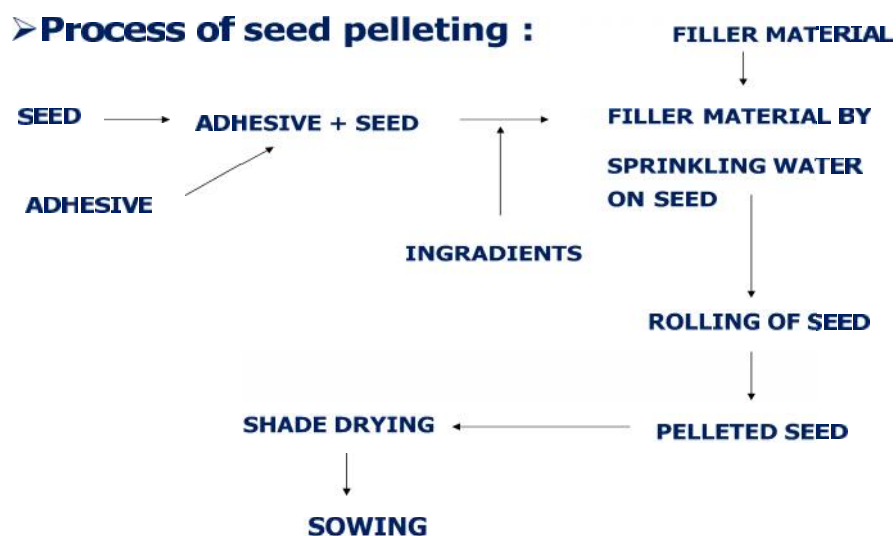 ➢Process of seed pelleting :
FILLER MATERIAL
SEED
ADHESIVE + SEED
FILLER MATERIAL BY
SPRINKLING WATER
ON SEED
ADHESIVE
INGRADIENTS
ROLLING OF SEED
PELLETED SEED
SHADE DRYING
SOWING